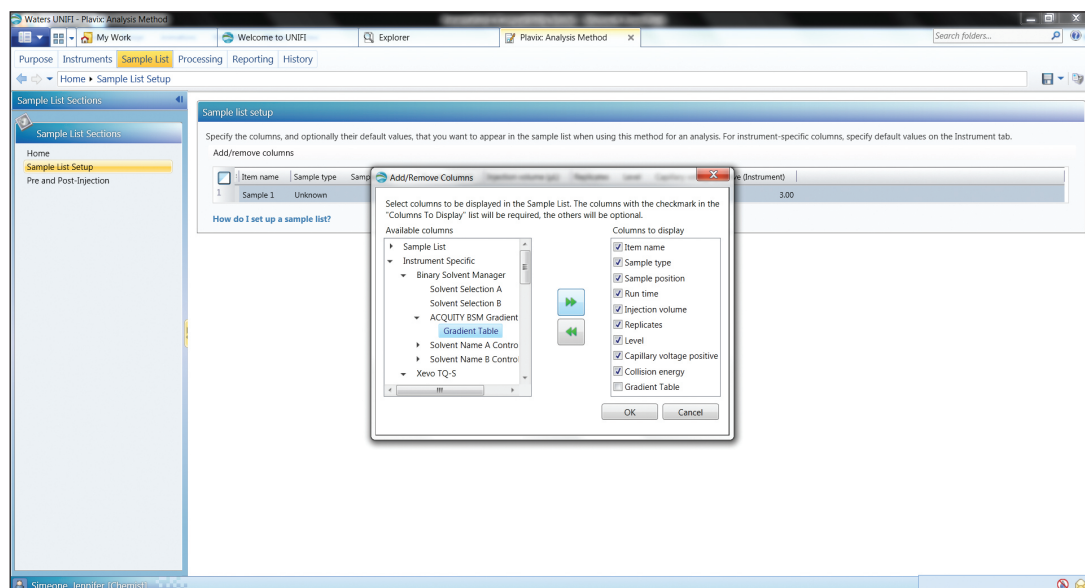 Waters UNIFI - Plavix: Analysis Method
My Work
Welcome to UNIFI
Explorer
Plavix: Analysis Method
Search folders...
Purpose Instruments Sample List Processing Reporting History
Home Sample List Setup
Sample List Sections
Sample List Sections
Home
Sample List Setup
Pre and Post-Injection
Sample list setup
Specify the columns, and optionally their default values, that you want to appear in the sample list when using this method for an analysis. For instrument-specific columns, specify default values on the Instrument tab.
Add/remove columns
Item name Sample type Samp ve (Instrument)
1 Sample 1 Unknown 3.00
How do I set up a sample list?
Add/Remove Columns
Select columns to be displayed in the Sample List. The columns with the checkmark in the
"Columns To Display" list will be required, the others will be optional.
Available columns
Sample List
Instrument Specific
Binary Solvent Manager
Solvent Selection A
Solvent Selection B
ACQUITY BSM Gradient
Gradient Table
Solvent Name A Contro
Solvent Name B Contro
Xevo TQ-S
Columns to display
Item name
Sample type
Sample position
Run time
Injection volume
Replicates
Level
Capillary voltage positive
Collision energy
Gradient Table
OK Cancel
Simeone, Jennifer (Chemist)